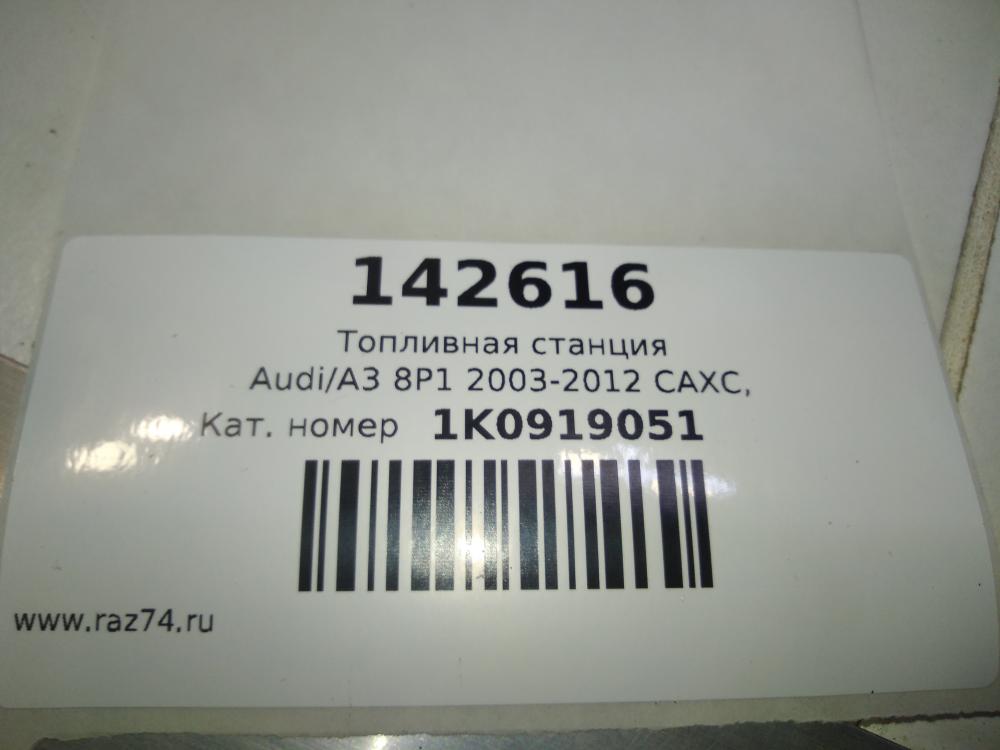 142616
Топливная станция
Audi/A3 8P1 2003-2012 CAXC,
Кат. номер 1K0919051
www.raz74.ru